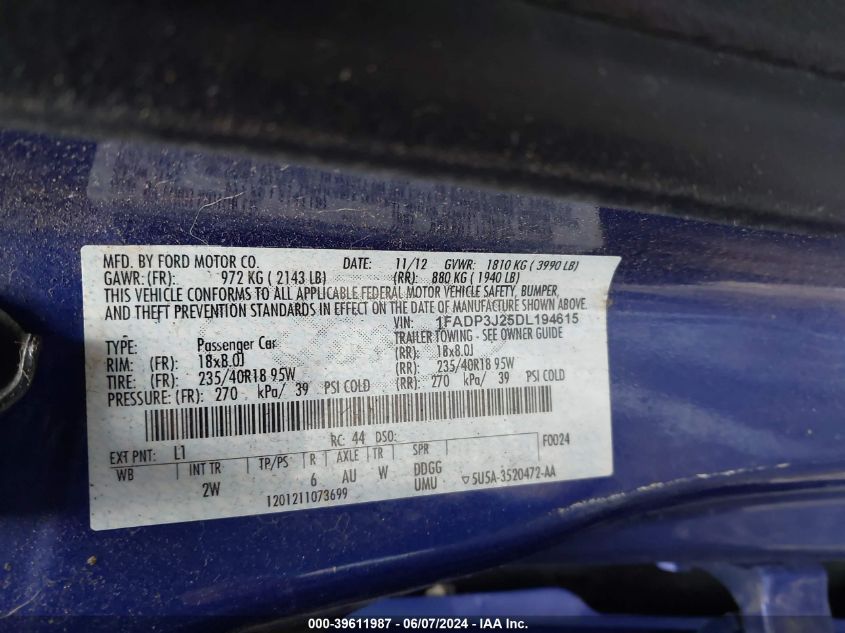 MFD. BY FORD MOTOR CO. DATE: 11/12 GVWR: 1810 KG ( 3990 LB)
GAWR: (FR): 972 KG ( 2143 LB) (RR): 880 KG ( 1940 LB)
THIS VEHICLE CONFORMS TO ALL APPLICABLE FEDERAL MOTOR VEHICLE SAFETY, BUMPER,
AND THEFT PREVENTION STANDARDS IN EFFECT ON THE DATE OF MANUFACTURE SHOWN ABOVE.
VIN: 1FADP3J25DL194615
TYPE: Passenger Car TRAILER TOWING - SEE OWNER GUIDE
RIM: (FR): 18x8.0J (RR): 18x8.0J
TIRE: (FR): 235/40R18 95W (RR): 235/40R18 95W
PRESSURE: (FR): 270 kPa/ 39 PSI COLD (RR): 270 kPa/ 39 PSI COLD
RC: 44 DSO: F0024
EXT PNT: L1
WB INT TR TP/PS R AXLE TR SPR
2W 6 AU W DDGG
UMU
1201211073699 ▽ 5USA-3520472-AA
000-39611987 - 06/07/2024 - IAA Inc.